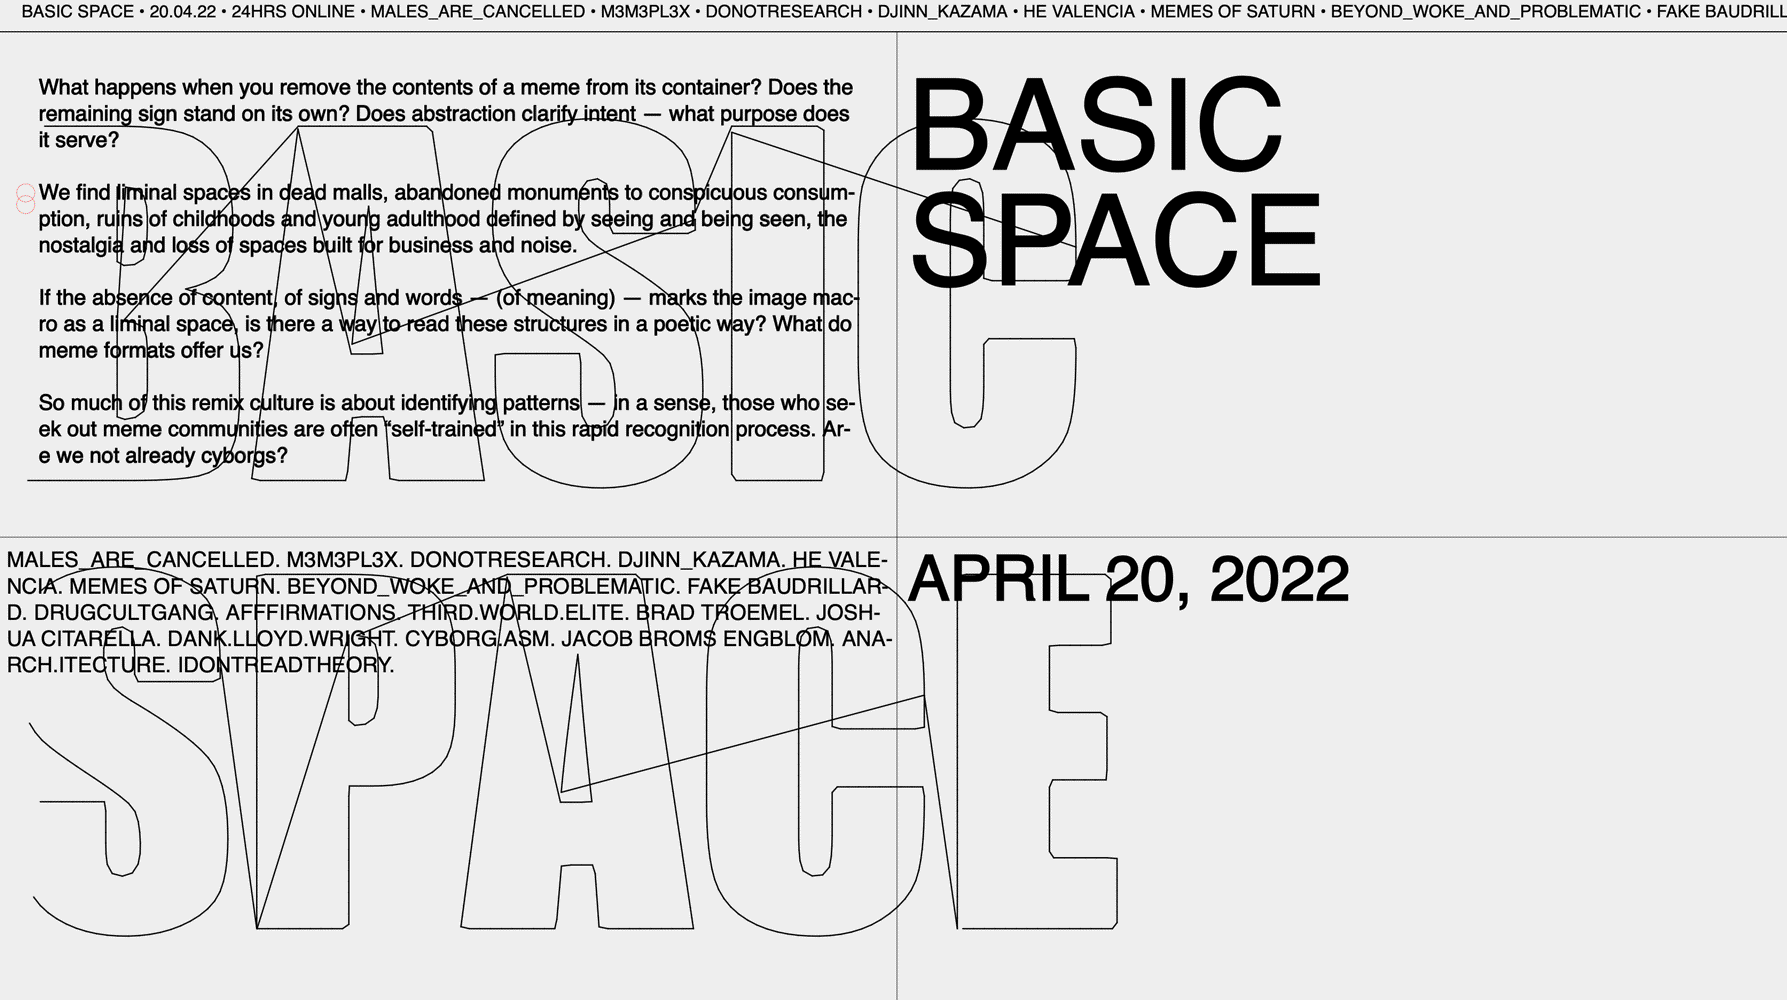 BASIC SPACE • 20.04.22 • 24HRS ONLINE • MALES_ARE_CANCELLED • M3M3PL3X • DONOTRESEARCH • DJINN_KAZAMA • HE VALENCIA • MEMES OF SATURN • BEYOND_WOKE_AND_PROBLEMATIC • FAKE BAUDRILL
What happens when you remove the contents of a meme from its container? Does the
remaining sign stand on its own? Does abstraction clarify intent — what purpose does
it serve?
We find liminal spaces in dead malls, abandoned monuments to conspicuous consum-
ption, ruins of childhoods and young adulthood defined by seeing and being seen, the
nostalgia and loss of spaces built for business and noise.
If the absence of content, of signs and words — (of meaning) — marks the image mac-
ro as a liminal space, is there a way to read these structures in a poetic way? What do
meme formats offer us?
So much of this remix culture is about identifying patterns — in a sense, those who se-
ek out meme communities are often “self-trained” in this rapid recognition process. Ar-
e we not already cyborgs?
BASIC
BASIC
SPACE
MALES_ARE_CANCELLED. M3M3PL3X. DONOTRESEARCH. DJINN_KAZAMA. HE VALE-
NCIA. MEMES OF SATURN. BEYOND_WOKE_AND_PROBLEMATIC. FAKE BAUDRILLAR-
D. DRUGCULTGANG. AFFFIRMATIONS. THIRD.WORLD.ELITE. BRAD TROEMEL. JOSH-
UA CITARELLA. DANK.LLOYD.WRIGHT. CYBORG.ASM. JACOB BROMS ENGBLOM. ANA-
RCH.ITECTURE. IDONTREADTHEORY.
APRIL 20, 2022
SPACE